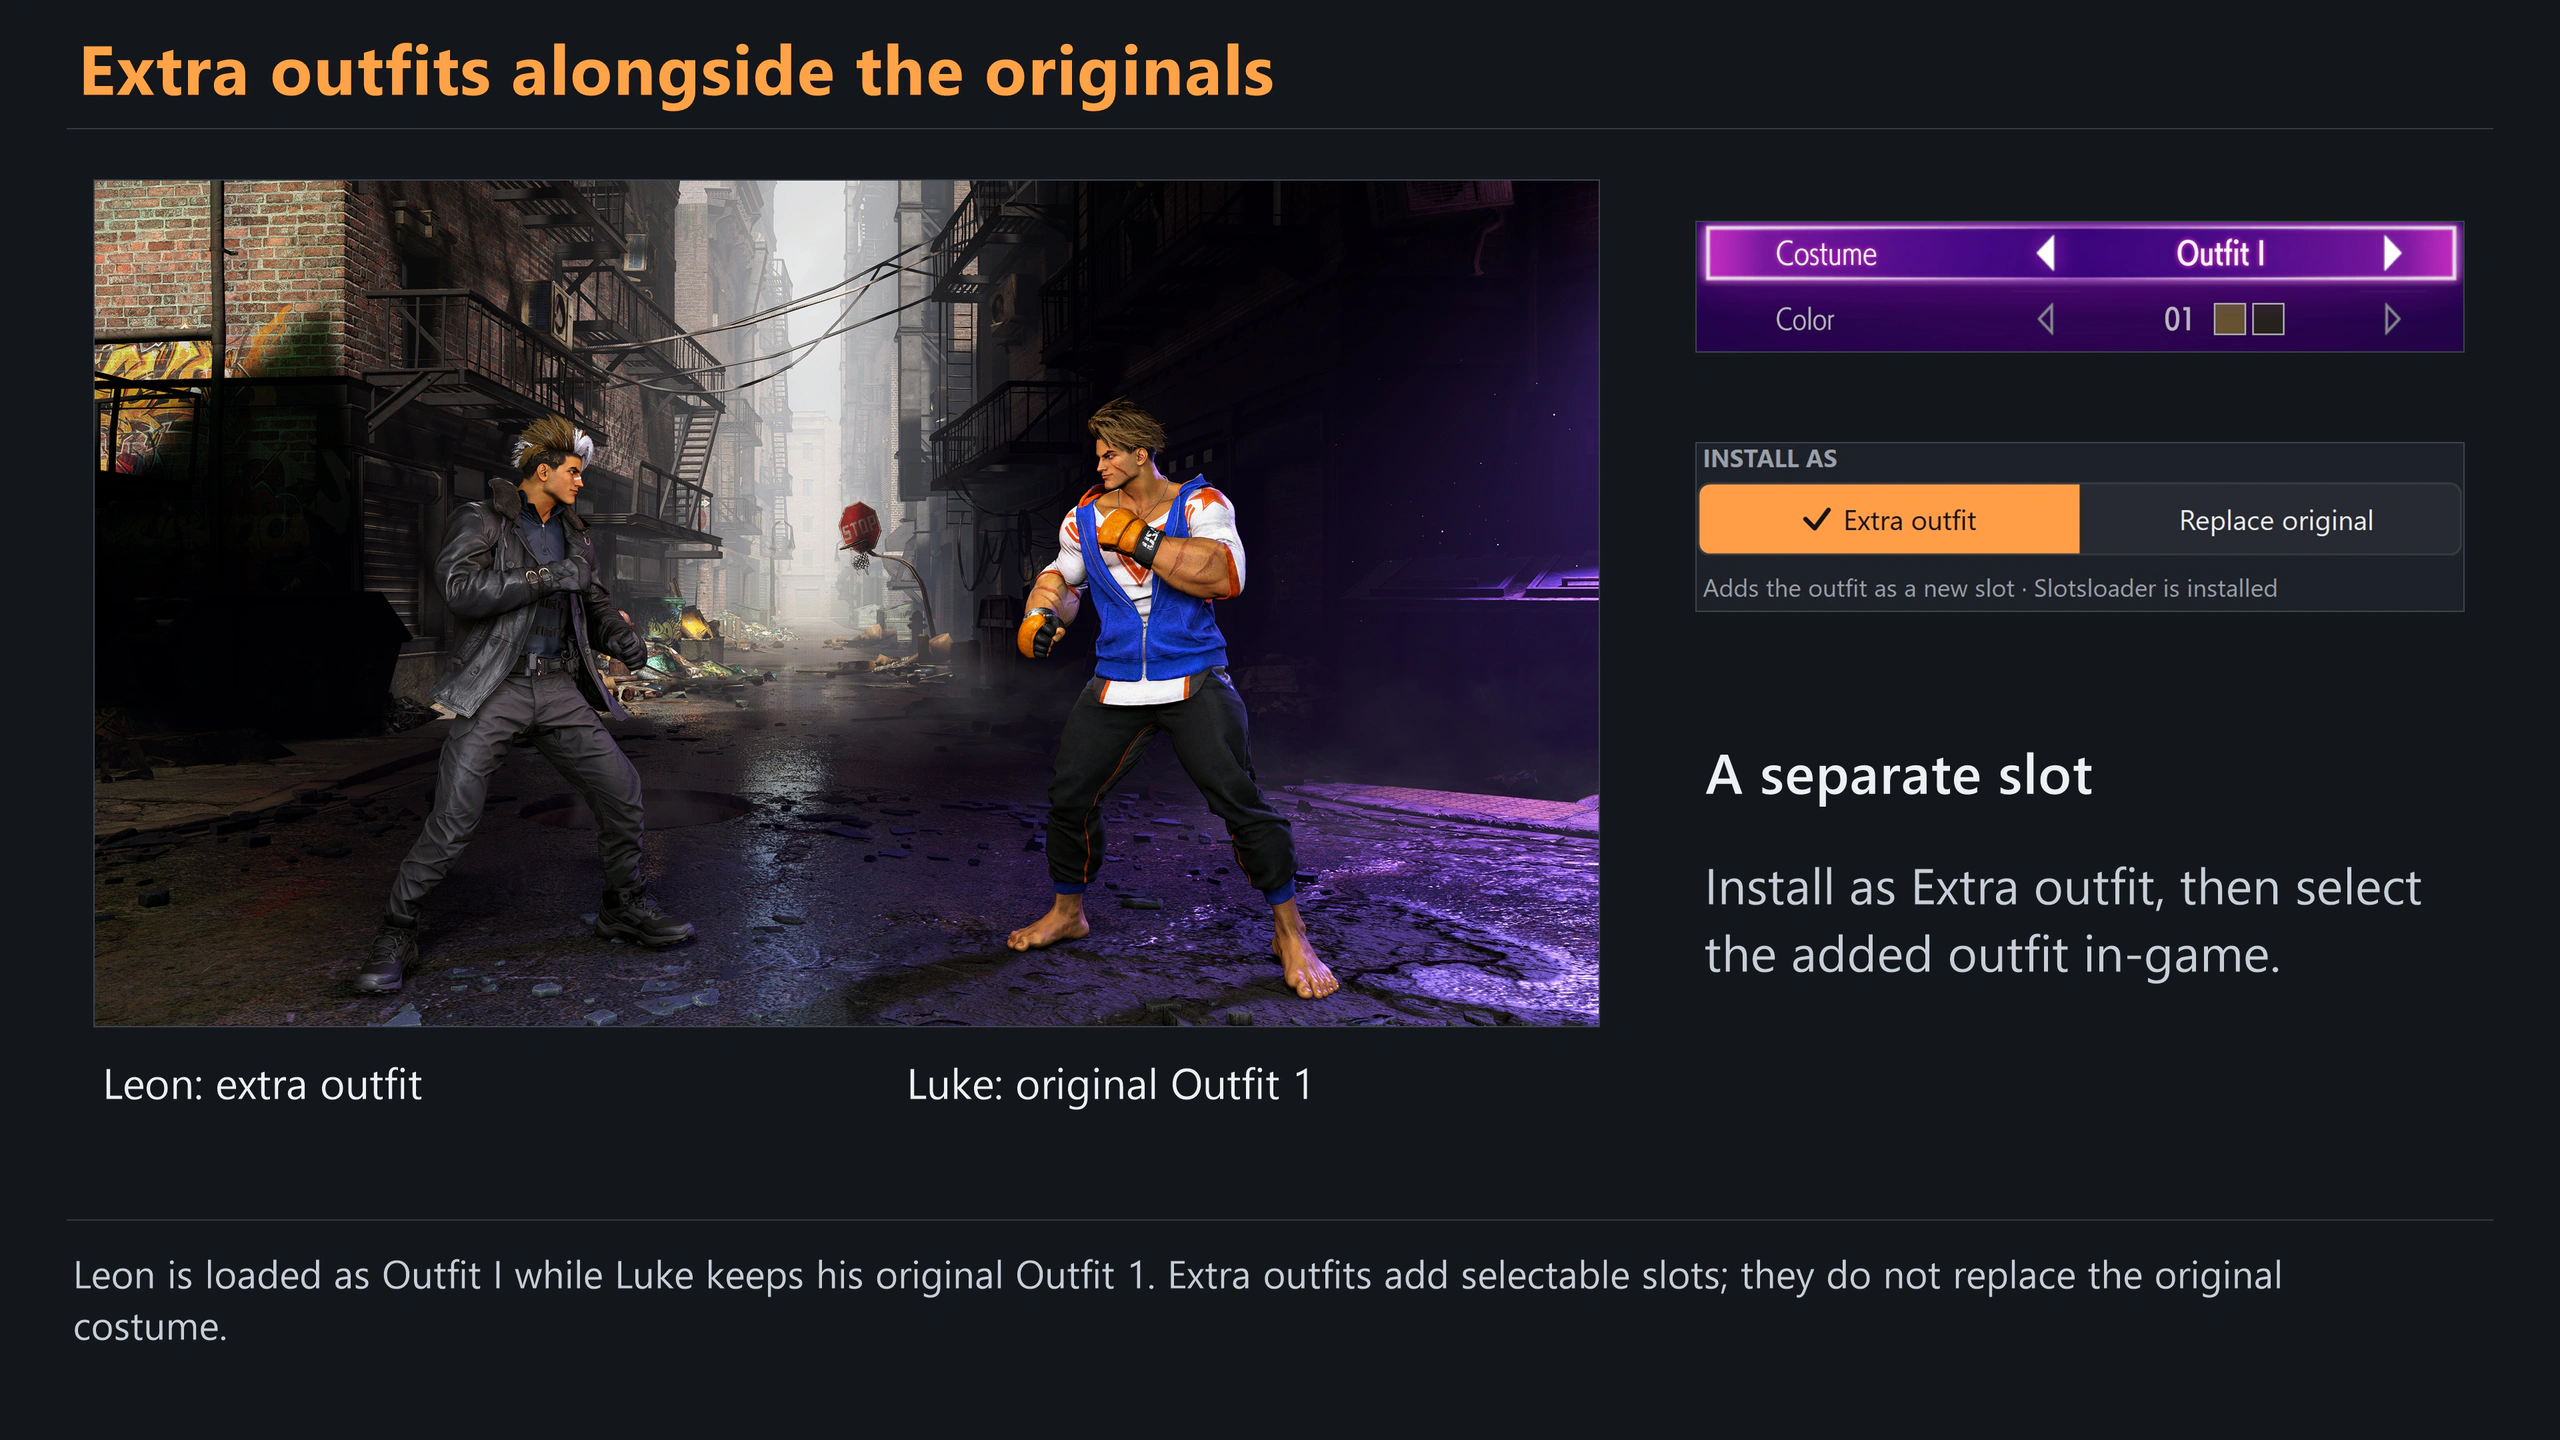 Extra outfits alongside the originals
Costume
Outfit I
Color
01
INSTALL AS
Extra outfit
Replace original
Adds the outfit as a new slot · Slotsloader is installed
STOP
A separate slot
Install as Extra outfit, then select
the added outfit in-game.
Leon: extra outfit
Luke: original Outfit 1
Leon is loaded as Outfit I while Luke keeps his original Outfit 1. Extra outfits add selectable slots; they do not replace the original
costume.